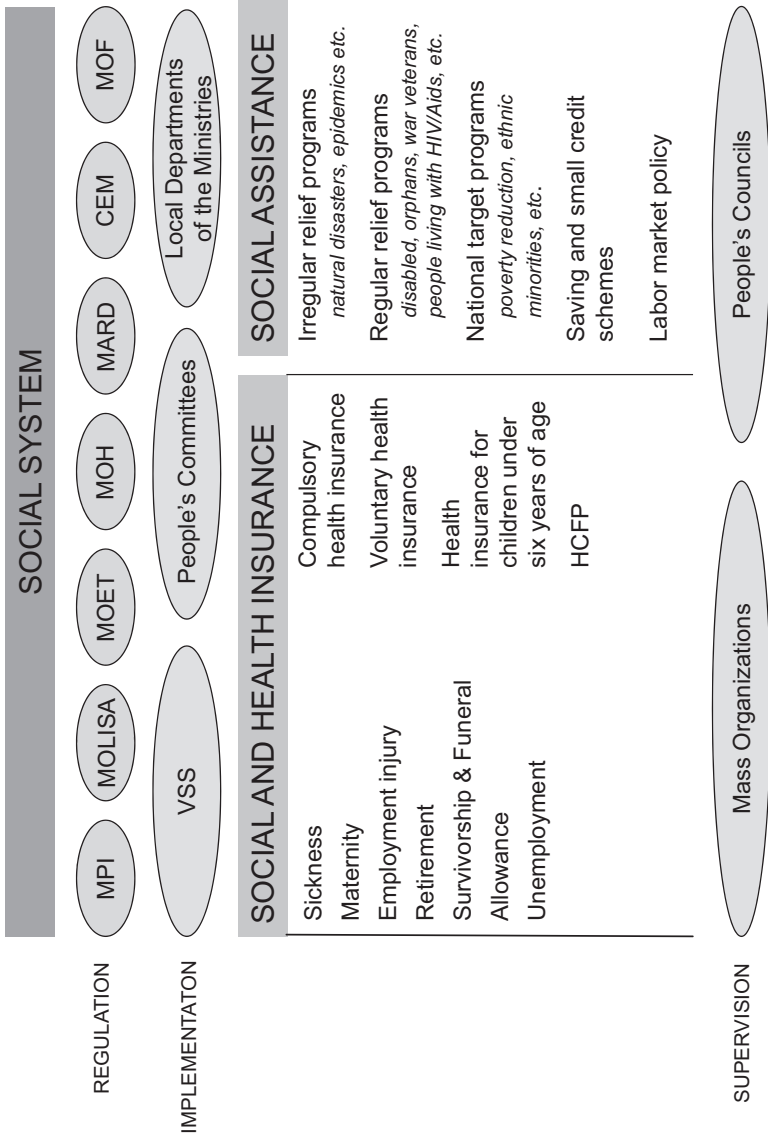 SOCIAL SYSTEM
REGULATION
MPI
MOLISA
MOET
MOH
MARD
CEM
MOF
IMPLEMENTATON
VSS
People's Committees
Local Departments
of the Ministries
SOCIAL AND HEALTH INSURANCE
Sickness
Maternity
Employment injury
Retirement
Survivorship & Funeral
Allowance
Unemployment
Compulsory
health insurance
Voluntary health
insurance
Health
insurance for
children under
six years of age
HCFP
SOCIAL ASSISTANCE
Irregular relief programs
natural disasters, epidemics etc.
Regular relief programs
disabled, orphans, war veterans,
people living with HIV/Aids, etc.
National target programs
poverty reduction, ethnic
minorities, etc.
Saving and small credit
schemes
Labor market policy
SUPERVISION
Mass Organizations
People's Councils